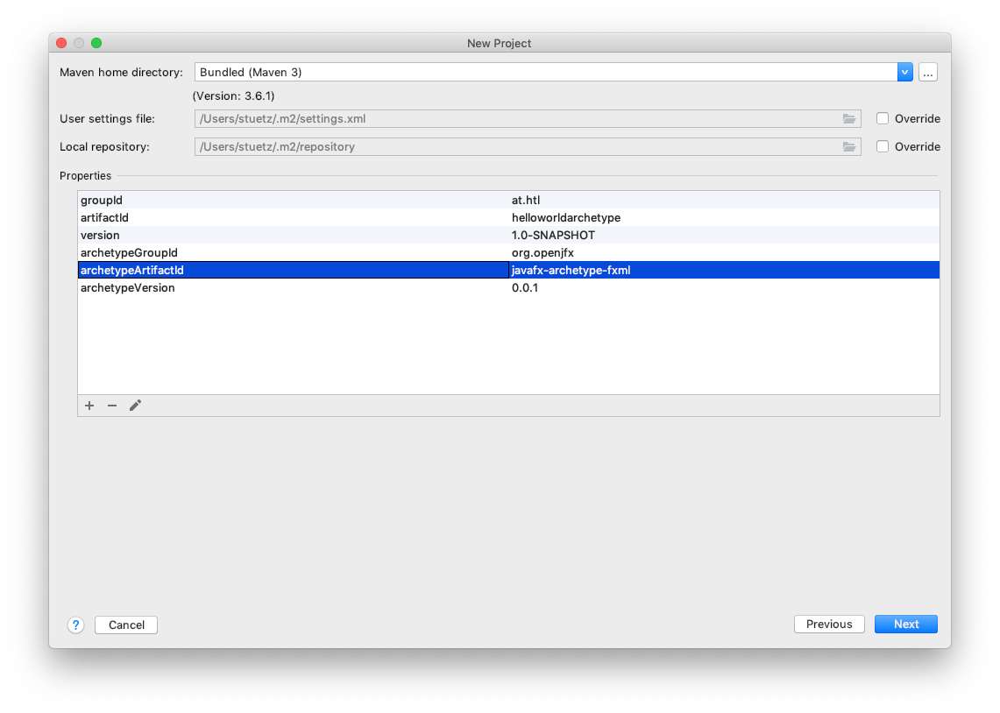 New Project
Maven home directory: Bundled (Maven 3) ...
(Version: 3.6.1)
User settings file: /Users/stuetz/.m2/settings.xml Override
Local repository: /Users/stuetz/.m2/repository Override
Properties
groupId at.htl
artifactId helloworldarchetype
version 1.0-SNAPSHOT
archetypeGroupId org.openjfx
archetypeArtifactId javafx-archetype-fxml
archetypeVersion 0.0.1
? Cancel Previous Next